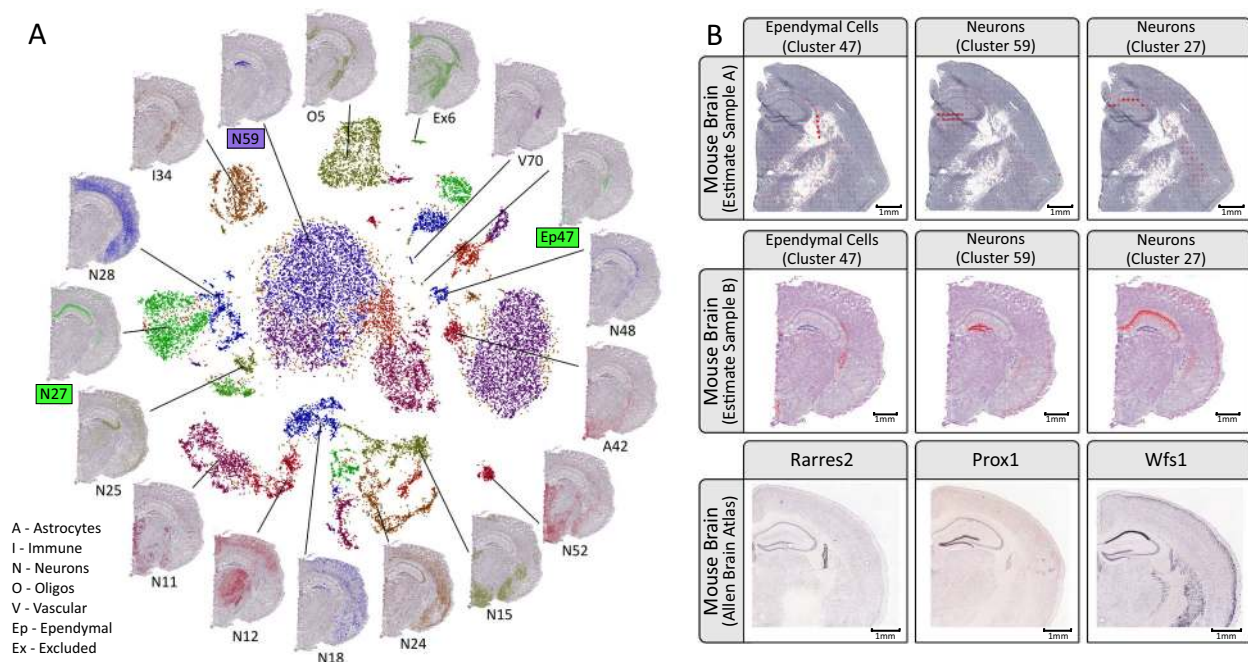 A
O5
Ex6
V70
N59
I34
Ep47
N28
N48
N27
A42
N25
N52
N11
N15
N12
N24
N18
A - Astrocytes
I - Immune
N - Neurons
O - Oligos
V - Vascular
Ep - Ependymal
Ex - Excluded
B
Ependymal Cells
(Cluster 47)
Neurons
(Cluster 59)
Neurons
(Cluster 27)
Mouse Brain
(Estimate Sample A)
1mm
1mm
1mm
Ependymal Cells
(Cluster 47)
Neurons
(Cluster 59)
Neurons
(Cluster 27)
Mouse Brain
(Estimate Sample B)
1mm
1mm
1mm
Rarres2
Prox1
Wfs1
Mouse Brain
(Allen Brain Atlas)
1mm
1mm
1mm